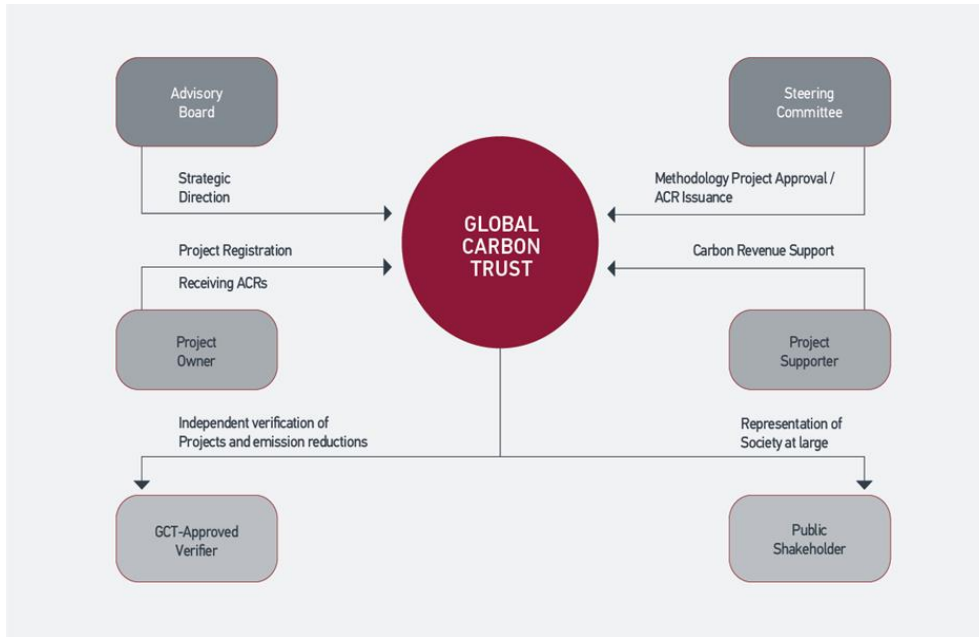 Advisory
Board
Steering
Committee
Strategic
Direction
Methodology Project Approval /
ACR Issuance
GLOBAL
CARBON
TRUST
Project Registration
Receiving ACRs
Carbon Revenue Support
Project
Owner
Project
Supporter
Independent verification of
Projects and emission reductions
Representation of
Society at large
GCT-Approved
Verifier
Public
Shakeholder